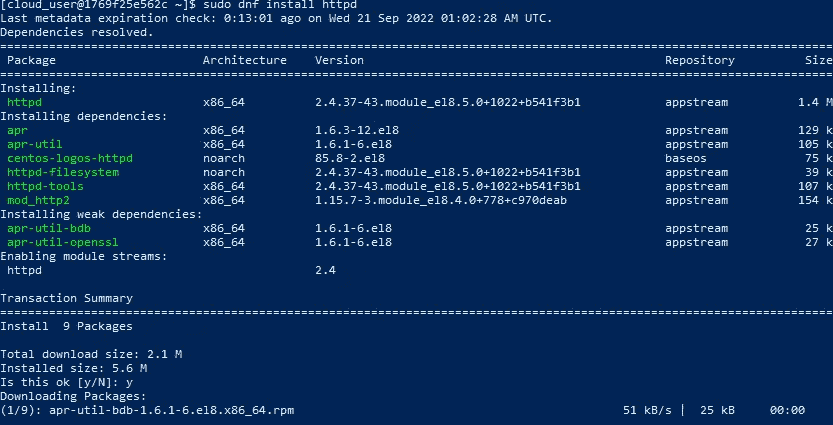 [cloud_user@1769f25e562c ~]$ sudo dnf install httpd
Last metadata expiration check: 0:13:01 ago on Wed 21 Sep 2022 01:02:28 AM UTC.
Dependencies resolved.
================================================================================
Package Architecture Version Repository Size
================================================================================
Installing:
httpd x86_64 2.4.37-43.module_el8.5.0+1022+b541f3b1 appstream 1.4 M
Installing dependencies:
apr x86_64 1.6.3-12.el8 appstream 129 k
apr-util x86_64 1.6.1-6.el8 appstream 105 k
centos-logos-httpd noarch 85.8-2.el8 baseos 75 k
httpd-filesystem noarch 2.4.37-43.module_el8.5.0+1022+b541f3b1 appstream 39 k
httpd-tools x86_64 2.4.37-43.module_el8.5.0+1022+b541f3b1 appstream 107 k
mod_http2 x86_64 1.15.7-3.module_el8.4.0+778+c970deab appstream 154 k
Installing weak dependencies:
apr-util-bdb x86_64 1.6.1-6.el8 appstream 25 k
apr-util-openssl x86_64 1.6.1-6.el8 appstream 27 k
Enabling module streams:
httpd 2.4
Transaction Summary
================================================================================
Install 9 Packages
Total download size: 2.1 M
Installed size: 5.6 M
Is this ok [y/N]: y
Downloading Packages:
(1/9): apr-util-bdb-1.6.1-6.el8.x86_64.rpm 51 kB/s | 25 kB 00:00